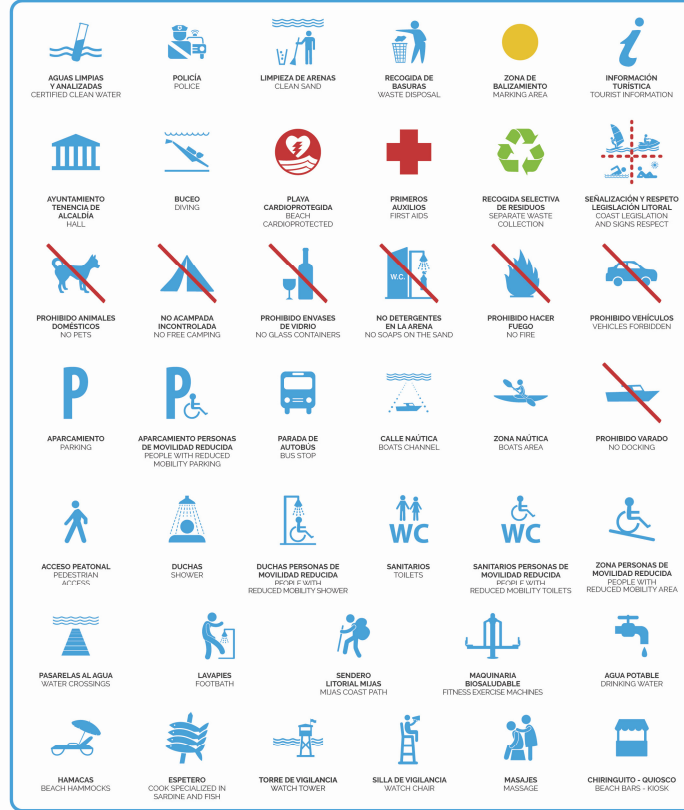 AGUAS LIMPIAS
Y ANALIZADAS
CERTIFIED CLEAN WATER
POLICÍA
POLICE
LIMPIEZA DE ARENAS
CLEAN SAND
RECOGIDA DE
BASURAS
WASTE DISPOSAL
ZONA DE
BALIZAMIENTO
MARKING AREA
i
INFORMACIÓN
TURÍSTICA
TOURIST INFORMATION
AYUNTAMIENTO
TENENCIA DE
ALCALDÍA
HALL
BUCEO
DIVING
PLAYA
CARDIOPROTEGIDA
BEACH
CARDIOPROTECTED
PRIMEROS
AUXILIOS
FIRST AIDS
RECOGIDA SELECTIVA
DE RESIDUOS
SEPARATE WASTE
COLLECTION
SEÑALIZACIÓN Y RESPETO
LEGISLACIÓN LITORAL
COAST LEGISLATION
AND SIGNS RESPECT
PROHIBIDO ANIMALES
DOMÉSTICOS
NO PETS
NO ACAMPADA
INCONTROLADA
NO FREE CAMPING
PROHIBIDO ENVASES
DE VIDRIO
NO GLASS CONTAINERS
W.C.
NO DETERGENTES
EN LA ARENA
NO SOAPS ON THE SAND
PROHIBIDO HACER
FUEGO
NO FIRE
PROHIBIDO VEHÍCULOS
VEHICLES FORBIDDEN
P
APARCAMIENTO
PARKING
P
APARCAMIENTO PERSONAS
DE MOVILIDAD REDUCIDA
PEOPLE WITH REDUCED
MOBILITY PARKING
PARADA DE
AUTOBÚS
BUS STOP
CALLE NAÚTICA
BOATS CHANNEL
ZONA NAÚTICA
BOATS AREA
PROHIBIDO VARADO
NO DOCKING
ACCESO PEATONAL
PEDESTRIAN
ACCESS
DUCHAS
SHOWER
DUCHAS PERSONAS DE
MOVILIDAD REDUCIDA
PEOPLE WITH
REDUCED MOBILITY SHOWER
WC
SANITARIOS
TOILETS
WC
SANITARIOS PERSONAS DE
MOVILIDAD REDUCIDA
PEOPLE WITH
REDUCED MOBILITY TOILETS
ZONA PERSONAS DE
MOVILIDAD REDUCIDA
PEOPLE WITH
REDUCED MOBILITY AREA
PASARELAS AL AGUA
WATER CROSSINGS
LAVAPIES
FOOTBATH
SENDERO
LITORIAL MIJAS
MIJAS COAST PATH
MAQUINARIA
BIOSALUDABLE
FITNESS EXERCISE MACHINES
AGUA POTABLE
DRINKING WATER
HAMACAS
BEACH HAMMOCKS
ESPETERO
COOK SPECIALIZED IN
SARDINE AND FISH
TORRE DE VIGILANCIA
WATCH TOWER
SILLA DE VIGILANCIA
WATCH CHAIR
MASAJES
MASSAGE
CHIRINGUITO - QUIOSCO
BEACH BARS - KIOSK